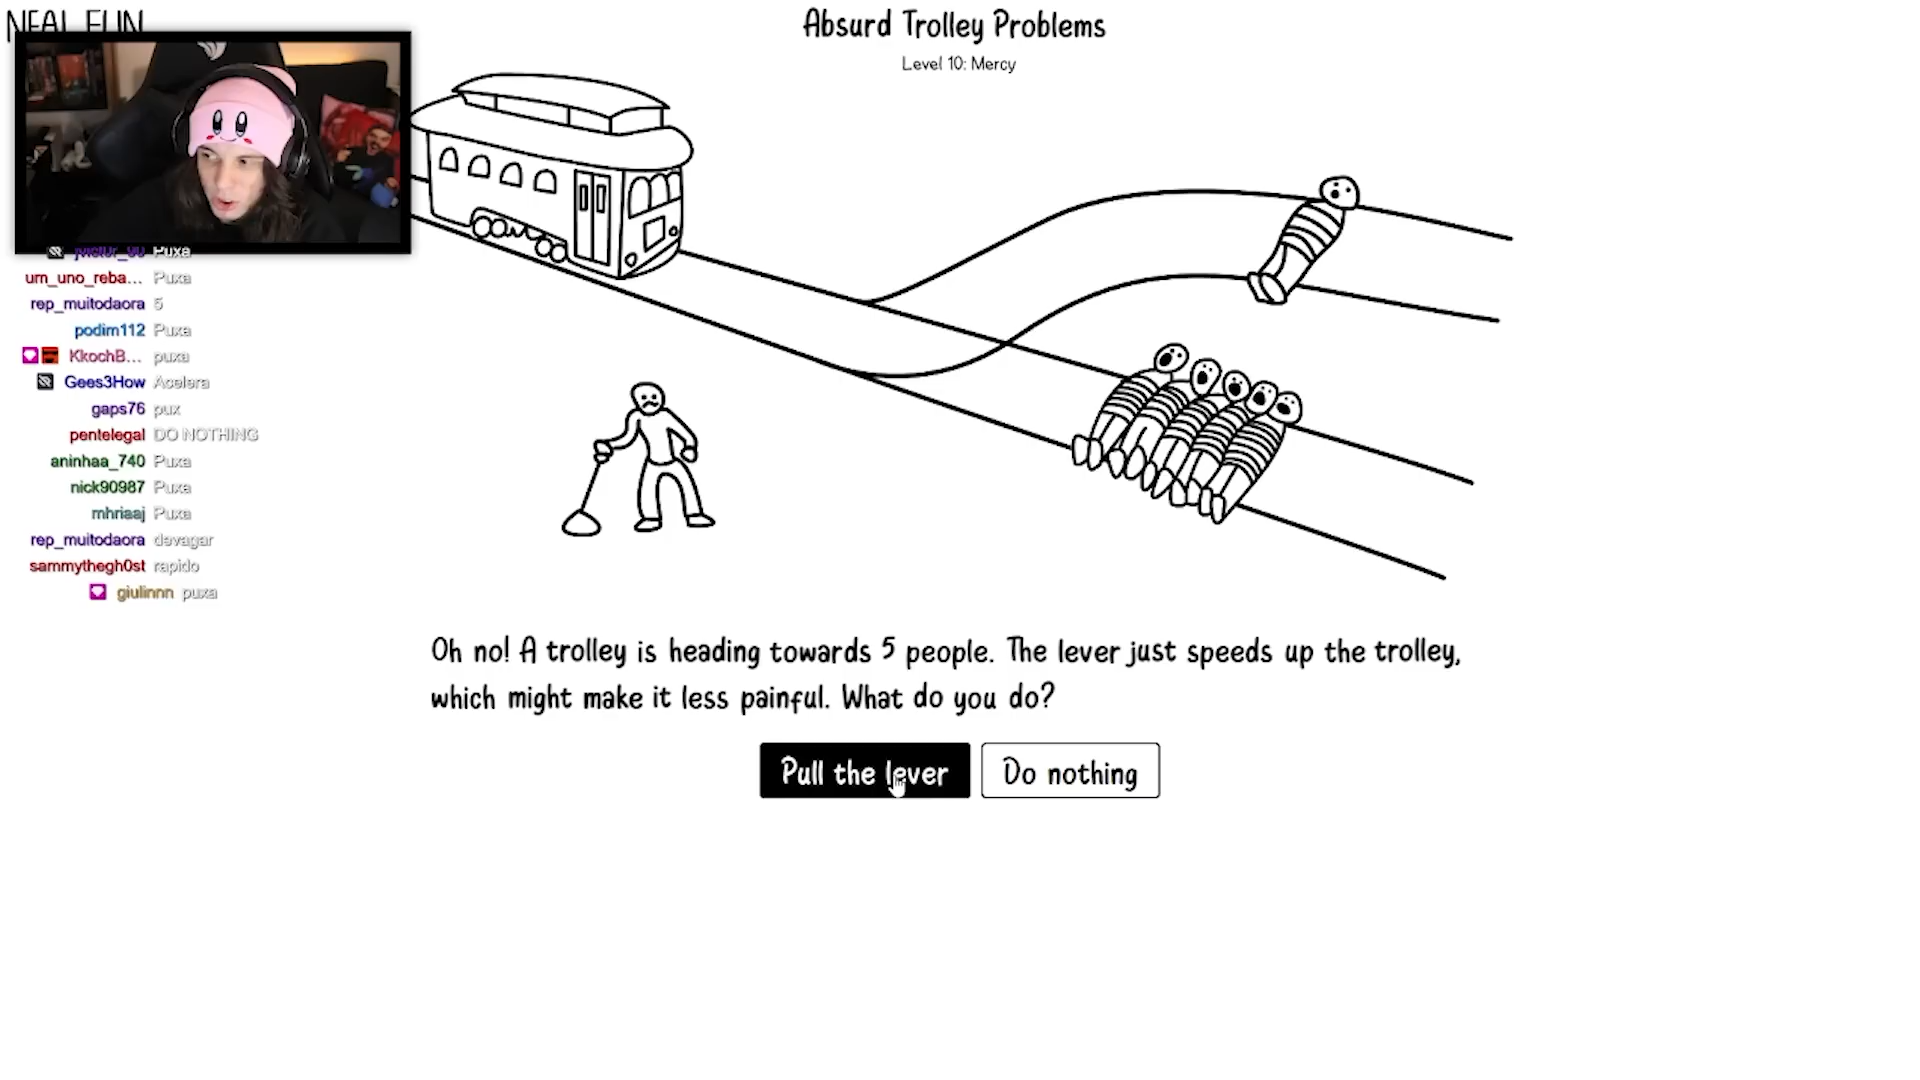 NEAL FUN
Absurd Trolley Problems
Level 10: Mercy
Puxa
um_uno_reba... Puxa
rep_muitodaora 5
podim112 Puxa
KkochB... puxa
Gees3How Acelera
gaps76 pux
pentelegal DO NOTHING
aninhaa_740 Puxa
nick90987 Puxa
mhriaaj Puxa
rep_muitodaora devagar
sammythegh0st rapido
giulinnn puxa
Oh no! A trolley is heading towards 5 people. The lever just speeds up the trolley,
which might make it less painful. What do you do?
Pull the lever
Do nothing